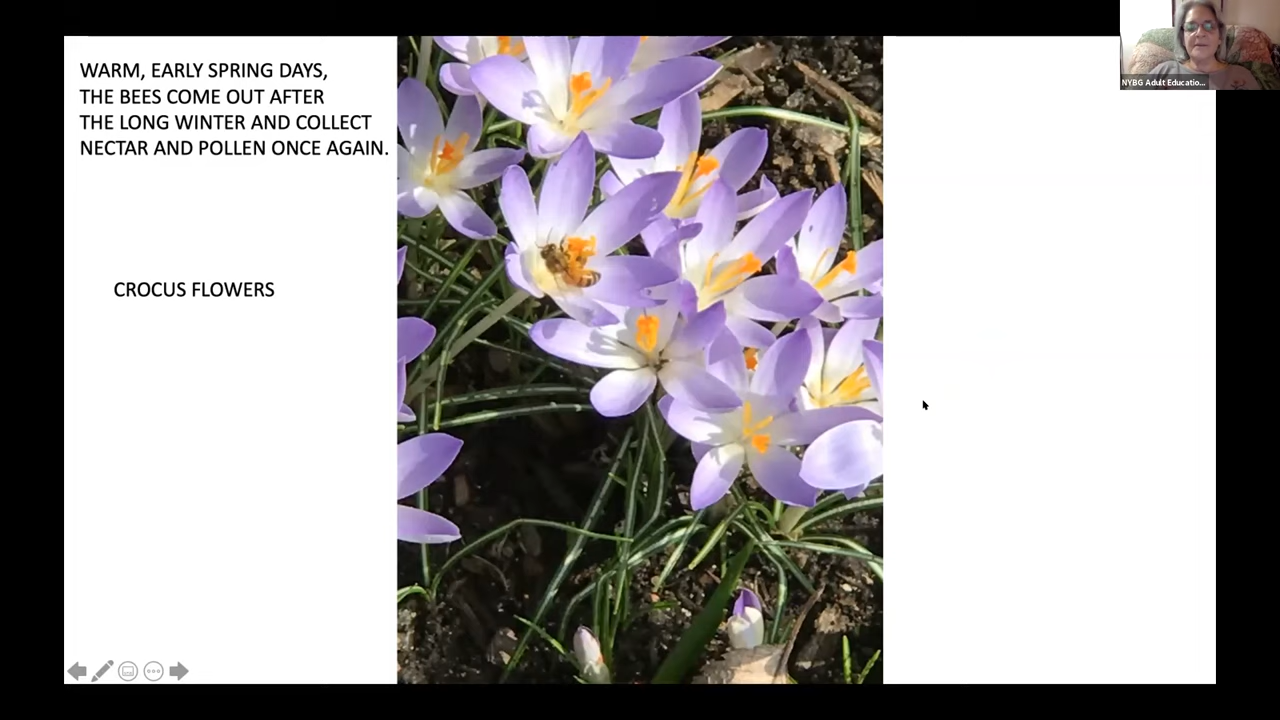 WARM, EARLY SPRING DAYS,
THE BEES COME OUT AFTER
THE LONG WINTER AND COLLECT
NECTAR AND POLLEN ONCE AGAIN.
CROCUS FLOWERS
NYBG Adult Educatio...